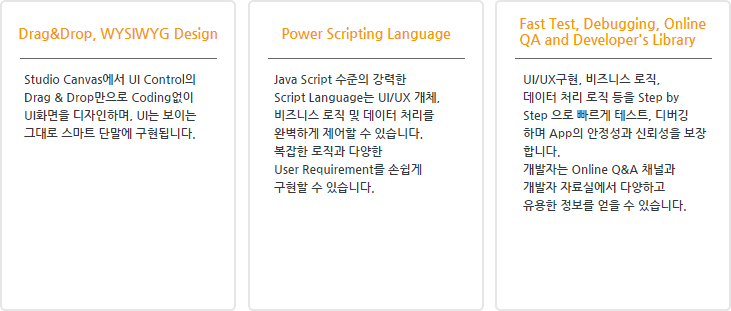 Drag&Drop, WYSIWYG Design
Studio Canvas에서 UI Control의
Drag & Drop만으로 Coding없이
UI화면을 디자인하며, UI는 보이는
그대로 스마트 단말에 구현됩니다.
Power Scripting Language
Java Script 수준의 강력한
Script Language는 UI/UX 개체,
비즈니스 로직 및 데이터 처리를
완벽하게 제어할 수 있습니다.
복잡한 로직과 다양한
User Requirement를 손쉽게
구현할 수 있습니다.
Fast Test, Debugging, Online
QA and Developer's Library
UI/UX구현, 비즈니스 로직,
데이터 처리 로직 등을 Step by
Step 으로 빠르게 테스트, 디버깅
하며 App의 안정성과 신뢰성을 보장
합니다.
개발자는 Online Q&A 채널과
개발자 자료실에서 다양하고
유용한 정보를 얻을 수 있습니다.